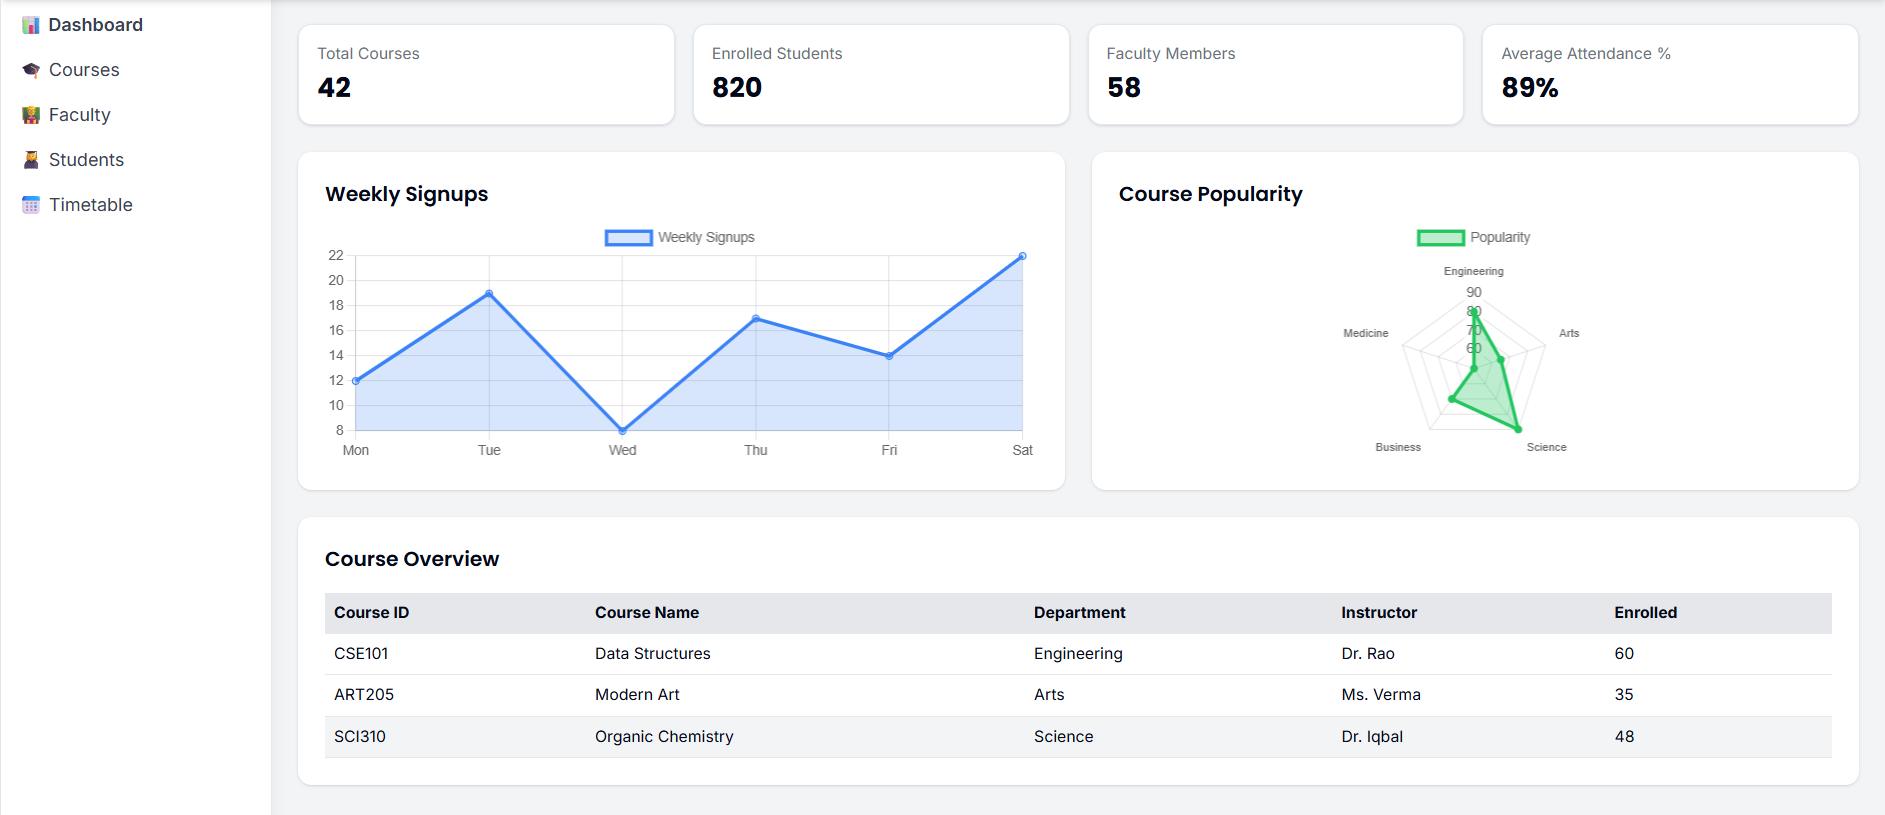 Dashboard
Courses
Faculty
Students
Timetable
Total Courses
42
Enrolled Students
820
Faculty Members
58
Average Attendance %
89%
Weekly Signups
Weekly Signups
22
20
18
16
14
12
10
8
Mon Tue Wed Thu Fri Sat
Course Popularity
Popularity
Engineering
90
80
70
60
Medicine Arts
Business Science
Course Overview
Course ID Course Name Department Instructor Enrolled
CSE101 Data Structures Engineering Dr. Rao 60
ART205 Modern Art Arts Ms. Verma 35
SCI310 Organic Chemistry Science Dr. Iqbal 48